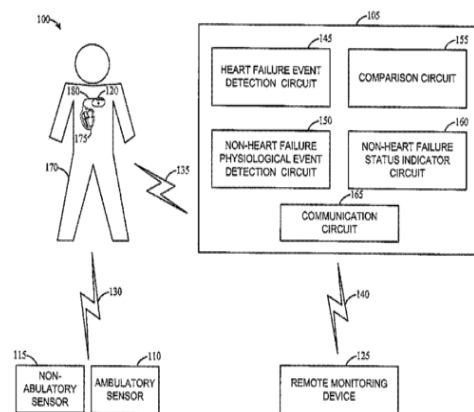 100
105
145
155
180
120
HEART FAILURE EVENT
DETECTION CIRCUIT
COMPARISON CIRCUIT
175
150
160
NON-HEART FAILURE
PHYSIOLOGICAL EVENT
DETECTION CIRCUIT
NON-HEART FAILURE
STATUS INDICATOR
CIRCUIT
170
135
165
COMMUNICATION
CIRCUIT
130
140
115
110
125
NON-
ABULATORY
SENSOR
AMBULATORY
SENSOR
REMOTE MONITORING
DEVICE